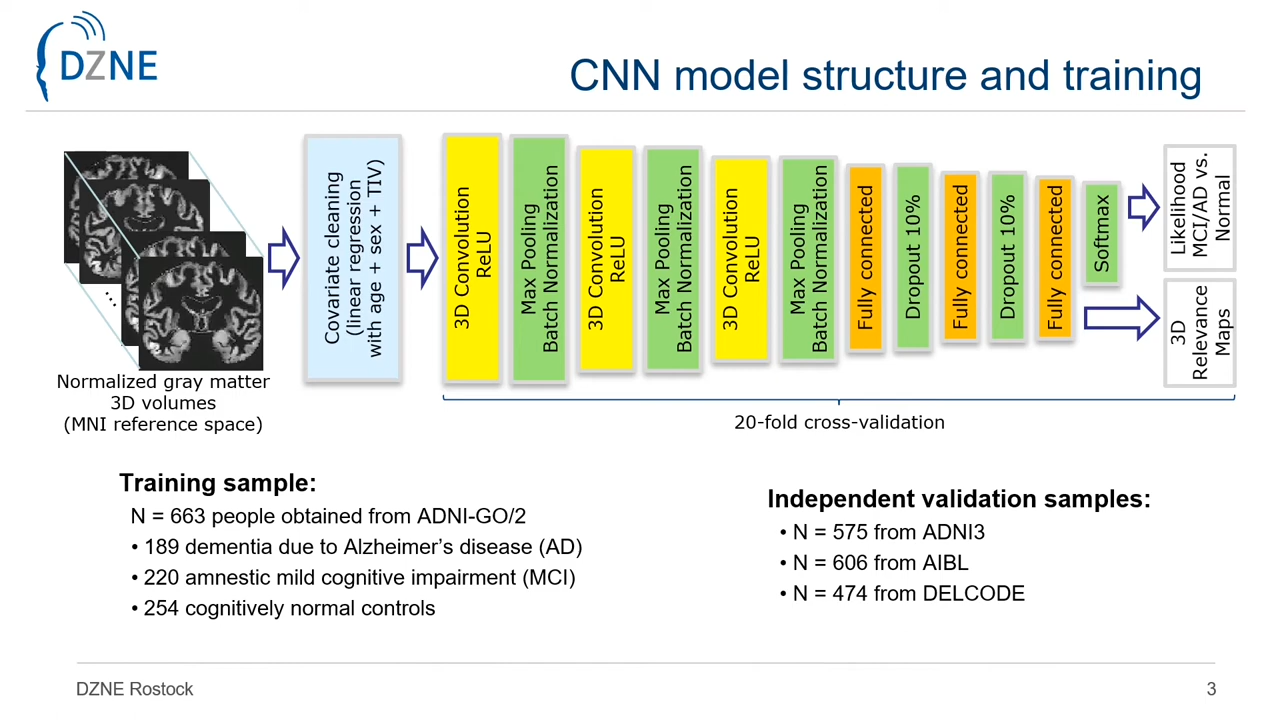 DZNE
CNN model structure and training
Normalized gray matter
3D volumes
(MNI reference space)
Covariate cleaning
(linear regression
with age + sex + TIV)
3D Convolution
ReLU
Max Pooling
Batch Normalization
3D Convolution
ReLU
Max Pooling
Batch Normalization
3D Convolution
ReLU
Max Pooling
Batch Normalization
Fully connected
Dropout 10%
Fully connected
Dropout 10%
Fully connected
Softmax
Likelihood
MCI/AD vs.
Normal
3D
Relevance
Maps
20-fold cross-validation
Training sample:
N = 663 people obtained from ADNI-GO/2
• 189 dementia due to Alzheimer’s disease (AD)
• 220 amnestic mild cognitive impairment (MCI)
• 254 cognitively normal controls
Independent validation samples:
• N = 575 from ADNI3
• N = 606 from AIBL
• N = 474 from DELCODE
DZNE Rostock
3